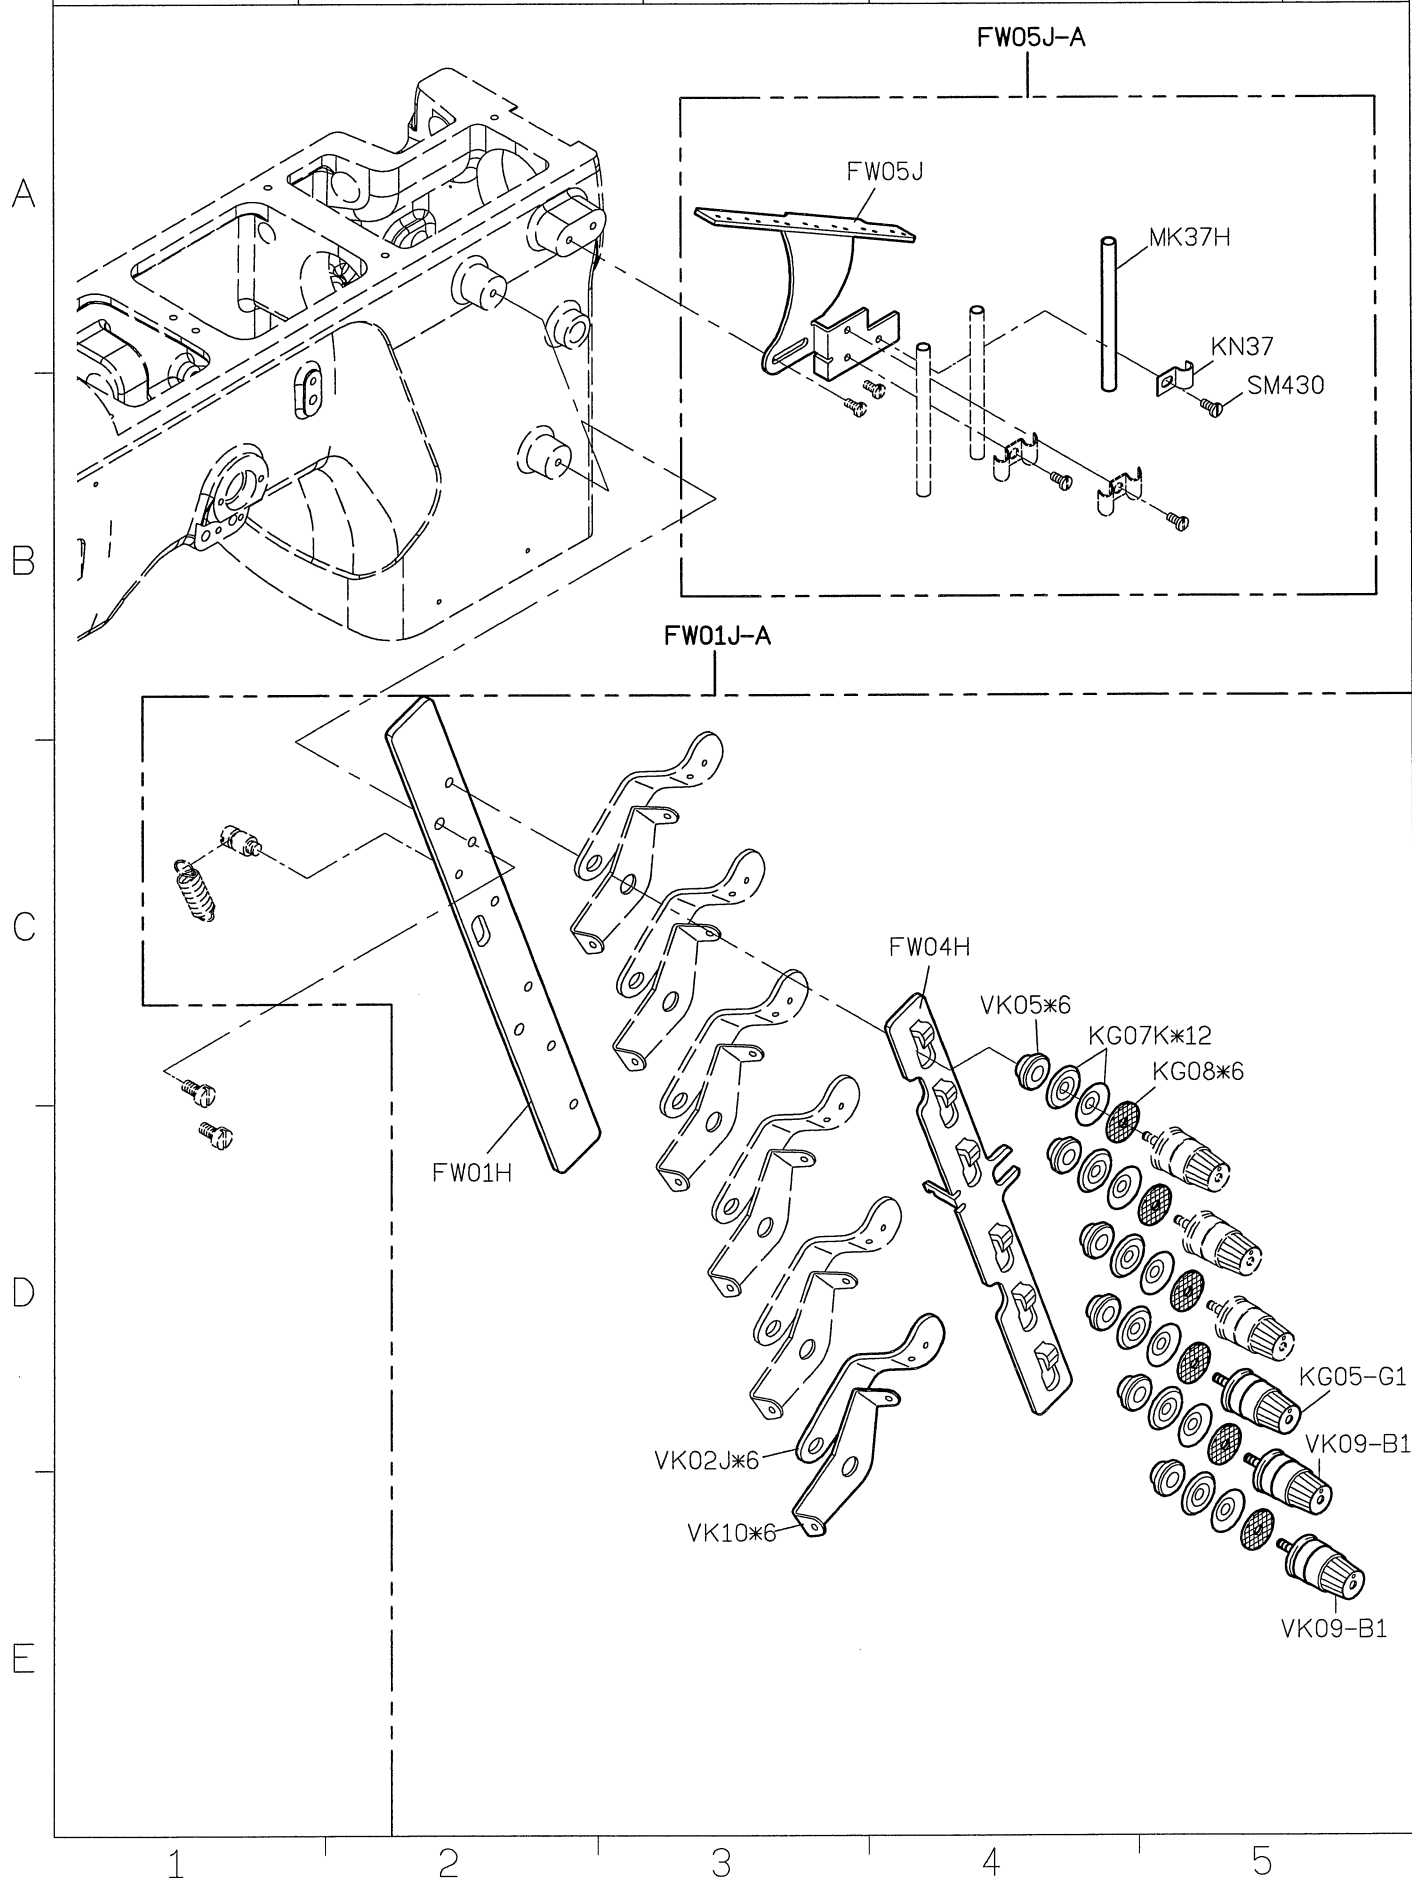 FW05J-A
FW05J
A
MK37H
KN37
SM430
B
FW01J-A
C
FW04H
VK05*6
KG07K*12
KG08*6
FW01H
D
KG05-G1
VK09-B1
VK02J*6
VK10*6
VK09-B1
E
1 2 3 4 5